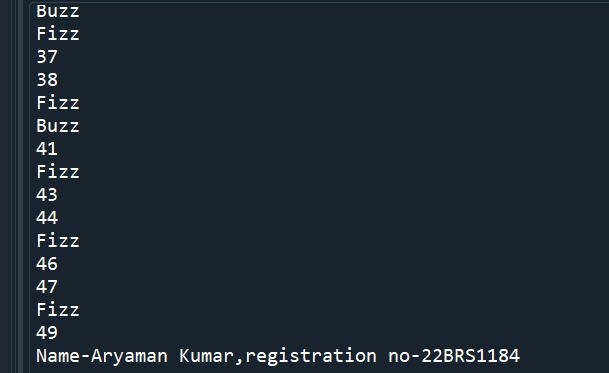 Buzz
Fizz
37
38
Fizz
Buzz
41
Fizz
43
44
Fizz
46
47
Fizz
49
Name-Aryaman Kumar,registration no-22BRS1184